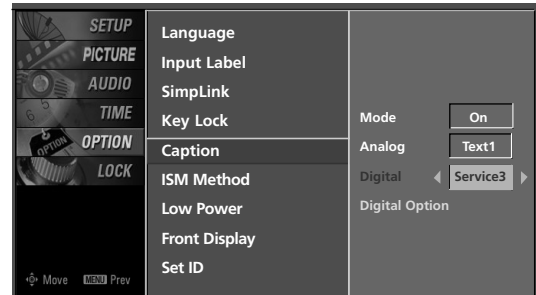 SETUP
PICTURE
AUDIO
TIME
OPTION
LOCK
Move MENU Prev
Language
Input Label
SimpLink
Key Lock
Caption
ISM Method
Low Power
Front Display
Set ID
Mode On
Analog Text1
Digital Service3
Digital Option